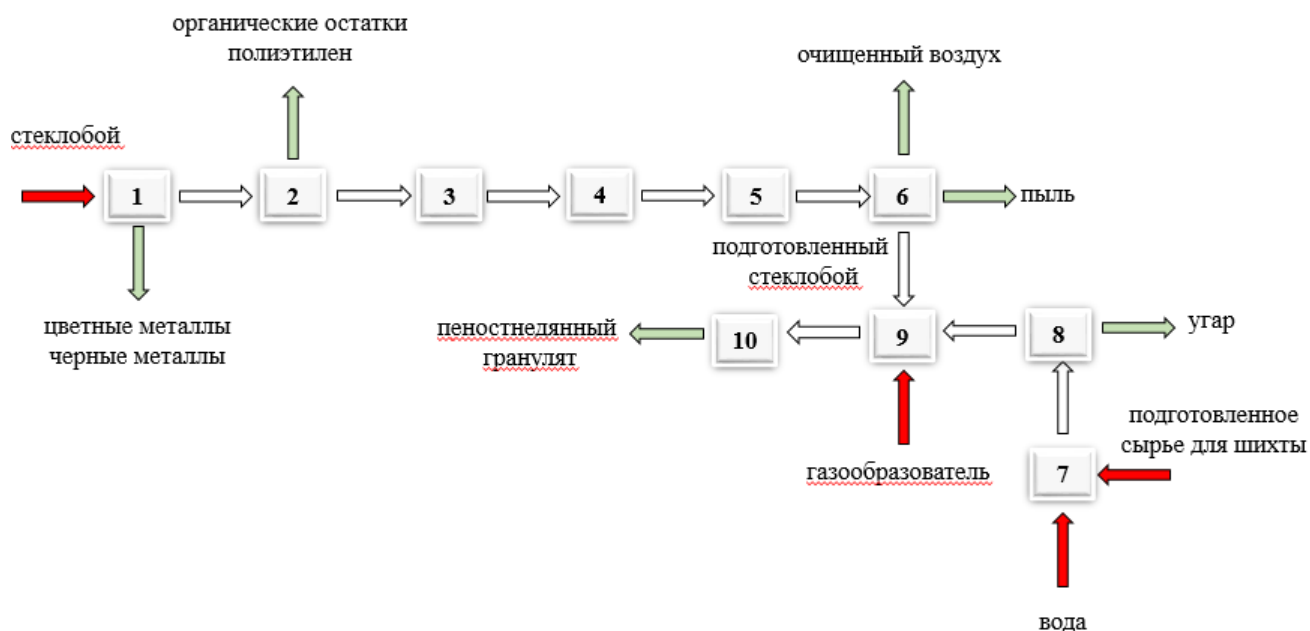 органические остатки
полиэтилен
очищенный воздух
стеклобой
1
2
3
4
5
6
пыль
подготовленный
стеклобой
цветные металлы
черные металлы
пеностнедянный
гранулят
10
9
8
угар
подготовленное
сырье для шихты
газообразователь
7
вода